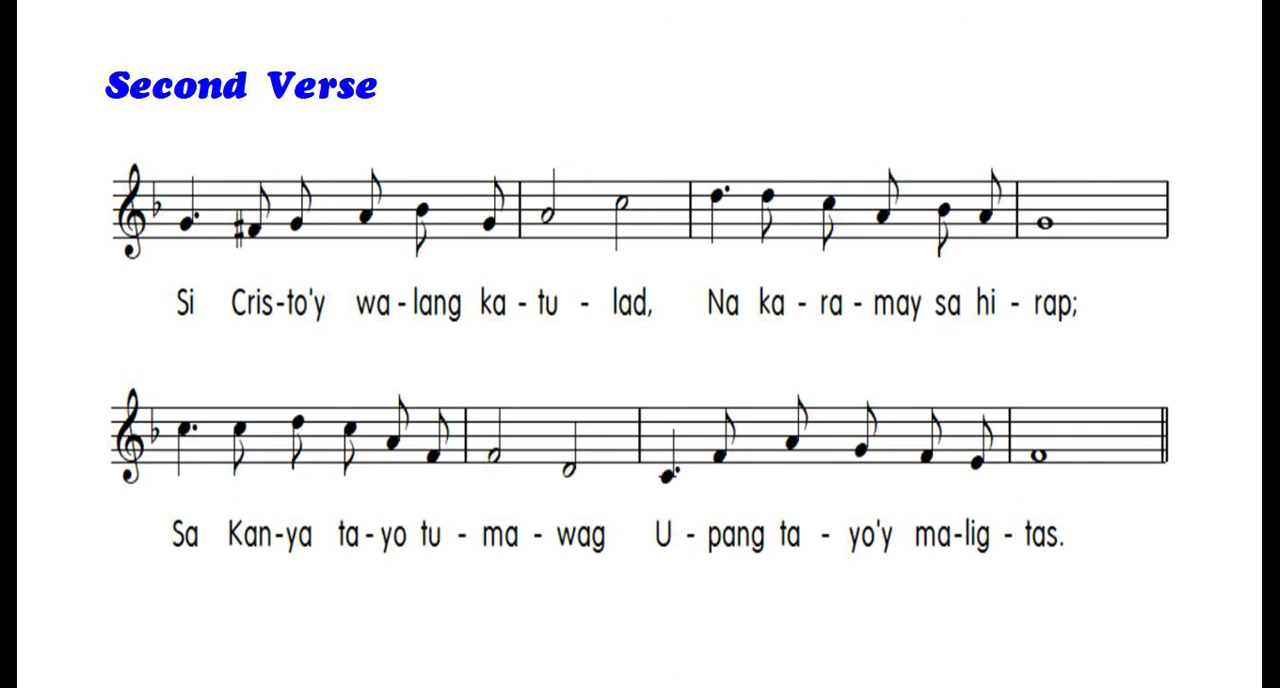 Second Verse
Si Cris-to'y wa-lang ka-tu-lad, Na ka-ra-may sa hi-rap;
Sa Kan-ya ta-yo tu-ma-wag U-pang ta-yo'y ma-lig-tas.